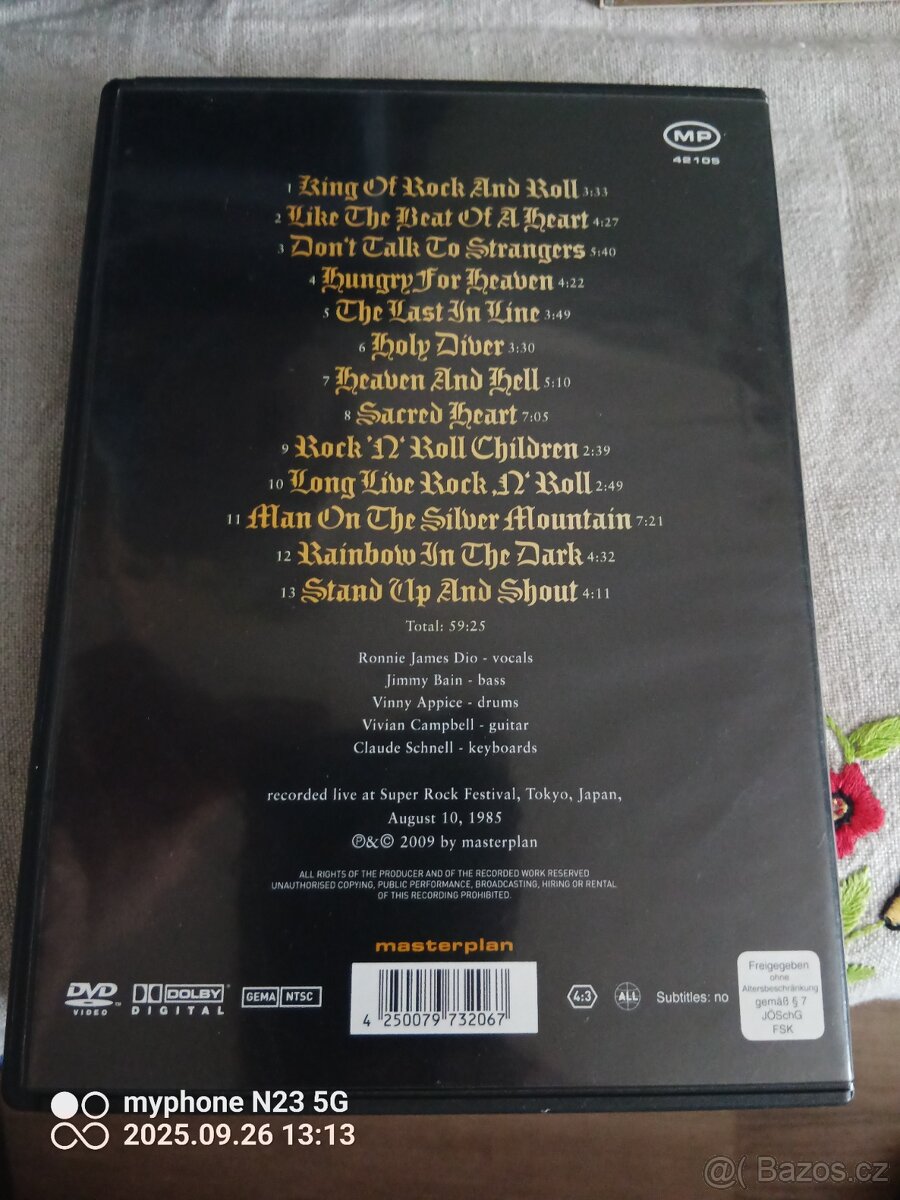 MP
42105
1 King Of Rock And Roll 3:33
2 Like The Beat Of A Heart 4:27
3 Don't Talk To Strangers 5:40
4 Hungry For Heaven 4:22
5 The Last In Line 3:49
6 Holy Diver 3:30
7 Heaven And Hell 5:10
8 Sacred Heart 7:05
9 Rock 'N' Roll Children 2:39
10 Long Live Rock ‚N' Roll 2:49
11 Man On The Silver Mountain 7:21
12 Rainbow In The Dark 4:32
13 Stand Up And Shout 4:11
Total: 59:25
Ronnie James Dio - vocals
Jimmy Bain - bass
Vinny Appice - drums
Vivian Campbell - guitar
Claude Schnell - keyboards
recorded live at Super Rock Festival, Tokyo, Japan,
August 10, 1985
℗&© 2009 by masterplan
ALL RIGHTS OF THE PRODUCER AND OF THE RECORDED WORK RESERVED
UNAUTHORISED COPYING, PUBLIC PERFORMANCE, BROADCASTING, HIRING OR RENTAL
OF THIS RECORDING PROHIBITED.
masterplan
DVD VIDEO
DOLBY DIGITAL
GEMA NTSC
4 250079 732067
4:3
ALL
Subtitles: no
Freigegeben
ohne
Altersbeschränkung
gemäß § 7
JÖSchG
FSK
myphone N23 5G
2025.09.26 13:13
@( Bazos.cz